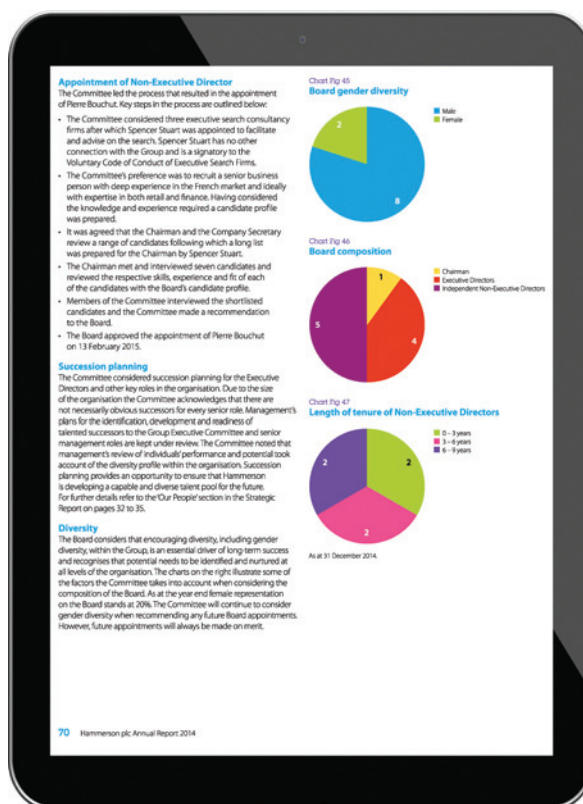 Appointment of Non-Executive Director
The Committee led the process that resulted in the appointment
of Pierre Bouchut. Key steps in the process are outlined below:
• The Committee considered three executive search consultancy
firms after which Spencer Stuart was appointed to facilitate
and advise on the search. Spencer Stuart has no other
connection with the Group and is a signatory to the
Voluntary Code of Conduct of Executive Search Firms.
• The Committee's preference was to recruit a senior business
person with deep experience in the French market and ideally
with expertise in both retail and finance. Having considered
the knowledge and experience required a candidate profile
was prepared.
• It was agreed that the Chairman and the Company Secretary
review a range of candidates following which a long list
was prepared for the Chairman by Spencer Stuart.
• The Chairman met and interviewed seven candidates and
reviewed the respective skills, experience and fit of each
of the candidates with the Board's candidate profile.
• Members of the Committee interviewed the shortlisted
candidates and the Committee made a recommendation
to the Board.
• The Board approved the appointment of Pierre Bouchut
on 13 February 2015.
Succession planning
The Committee considered succession planning for the Executive
Directors and other key roles in the organisation. Due to the size
of the organisation the Committee acknowledges that there are
not necessarily obvious successors for every senior role. Management's
plans for the identification, development and readiness of
talented successors to the Group Executive Committee and senior
management roles are kept under review. The Committee noted that
management's review of individuals' performance and potential took
account of the diversity profile within the organisation. Succession
planning provides an opportunity to ensure that Hammerson
is developing a capable and diverse talent pool for the future.
For further details refer to the 'Our People' section in the Strategic
Report on pages 32 to 35.
Diversity
The Board considers that encouraging diversity, including gender
diversity, within the Group, is an essential driver of long-term success
and recognises that potential needs to be identified and nurtured at
all levels of the organisation. The charts on the right illustrate some of
the factors the Committee takes into account when considering the
composition of the Board. As at the year end female representation
on the Board stands at 20%. The Committee will continue to consider
gender diversity when recommending any future Board appointments.
However, future appointments will always be made on merit.
Chart Fig 45
Board gender diversity
Male
Female
2
8
Chart Fig 46
Board composition
Chairman
Executive Directors
Independent Non-Executive Directors
1
5
4
Chart Fig 47
Length of tenure of Non-Executive Directors
0 – 3 years
3 – 6 years
6 – 9 years
2
2
2
As at 31 December 2014.
70 Hammerson plc Annual Report 2014